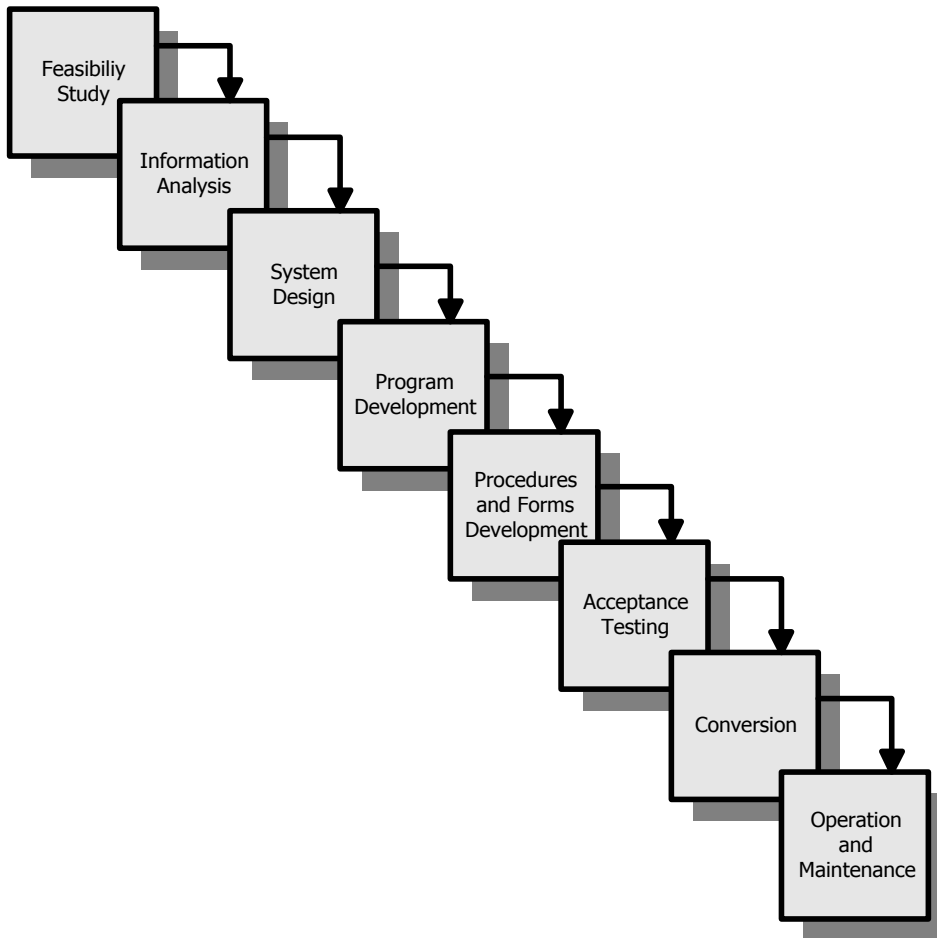 Feasibiliy
Study
Information
Analysis
System
Design
Program
Development
Procedures
and Forms
Development
Acceptance
Testing
Conversion
Operation
and
Maintenance